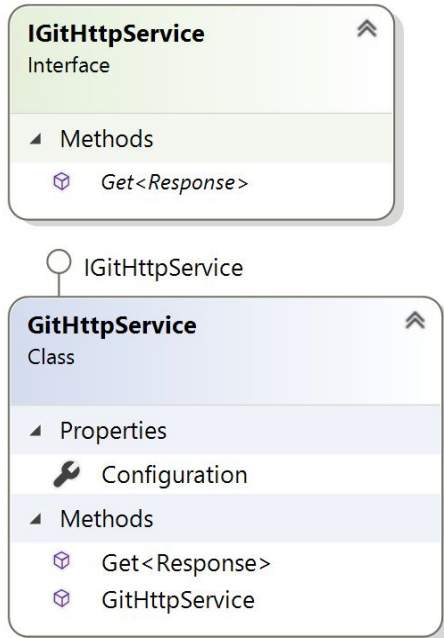 IGitHttpService
Interface
Methods
Get<Response>
IGitHttpService
GitHttpService
Class
Properties
Configuration
Methods
Get<Response>
GitHttpService